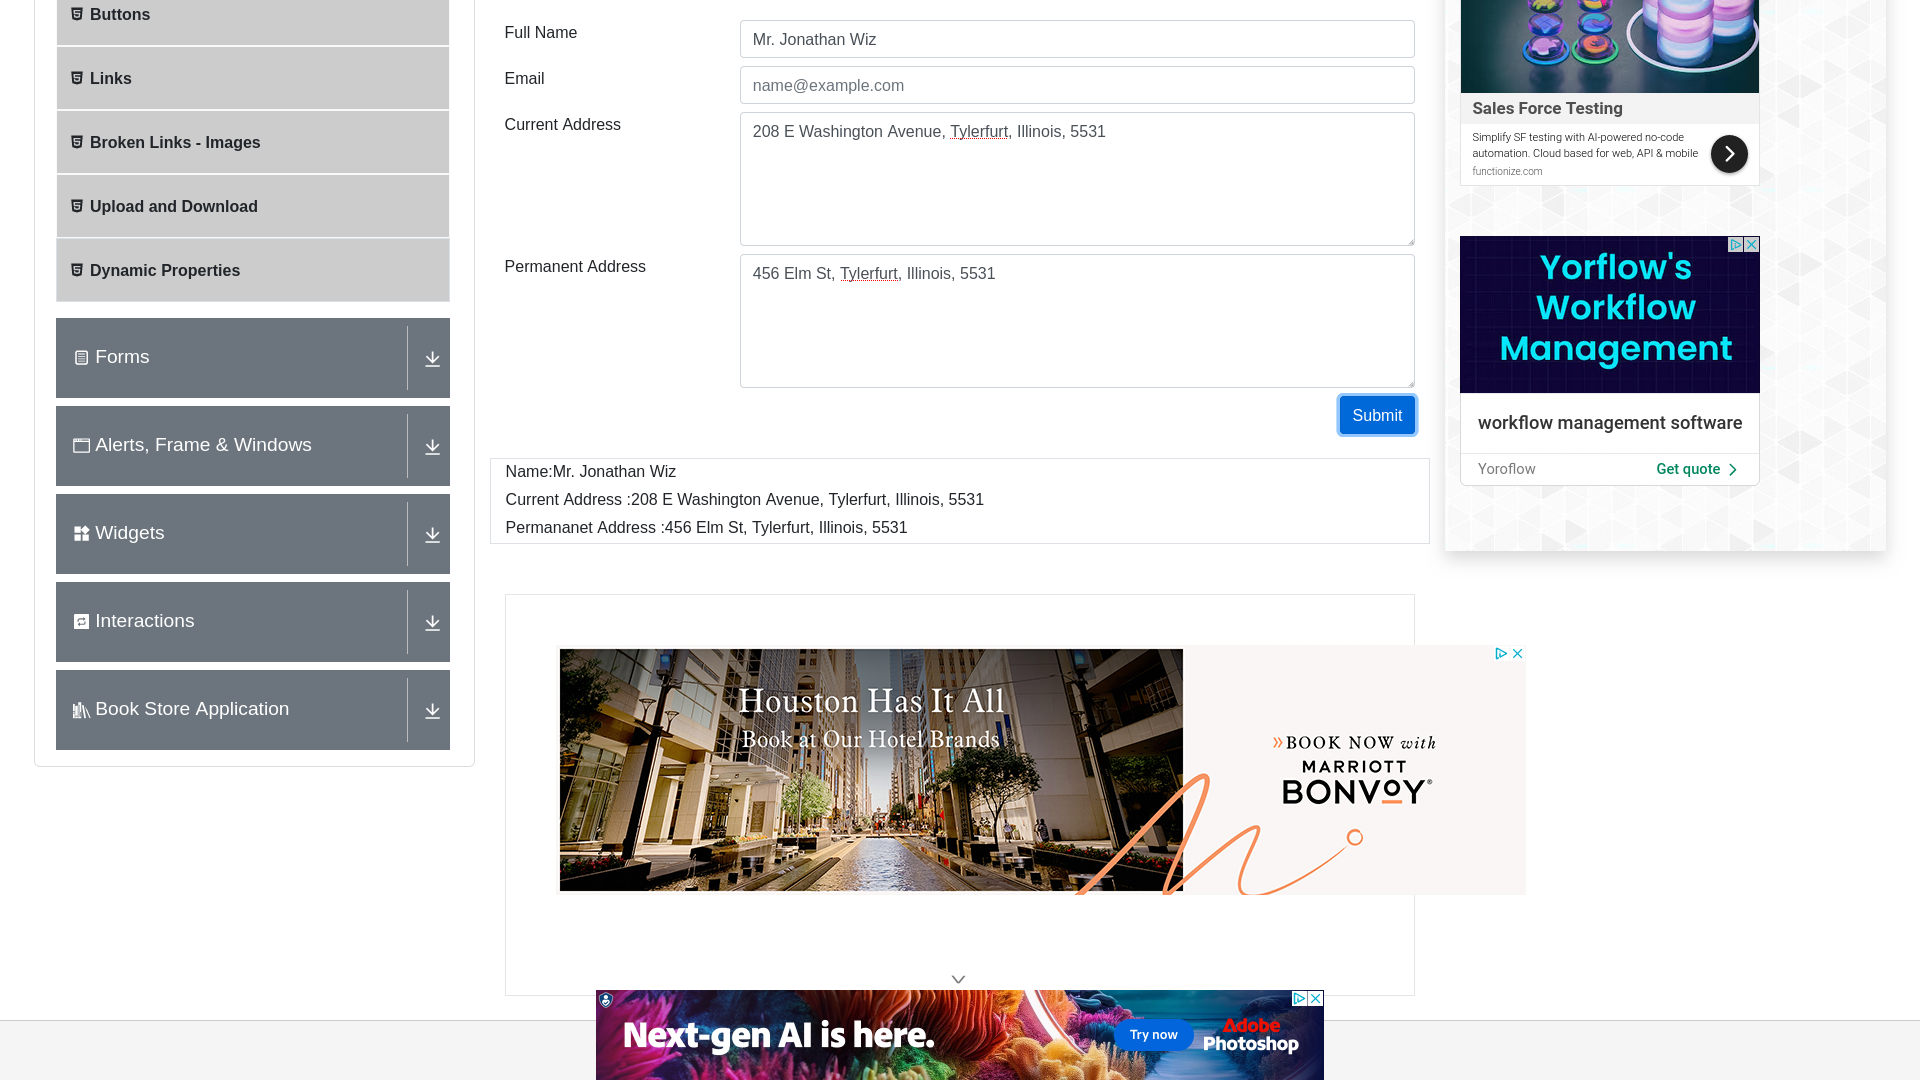 Buttons
Links
Broken Links - Images
Upload and Download
Dynamic Properties
Forms
Alerts, Frame & Windows
Widgets
Interactions
Book Store Application
Full Name
Mr. Jonathan Wiz
Email
name@example.com
Current Address
208 E Washington Avenue, Tylerfurt, Illinois, 5531
Permanent Address
456 Elm St, Tylerfurt, Illinois, 5531
Submit
Name:Mr. Jonathan Wiz
Current Address :208 E Washington Avenue, Tylerfurt, Illinois, 5531
Permananet Address :456 Elm St, Tylerfurt, Illinois, 5531
Houston Has It All
Book at Our Hotel Brands
»BOOK NOW with
MARRIOTT
BONVOY®
Next-gen AI is here.
Try now
Adobe
Photoshop
Sales Force Testing
Simplify SF testing with AI-powered no-code
automation. Cloud based for web, API & mobile
functionize.com
Yorflow's
Workflow
Management
workflow management software
Yoroflow
Get quote